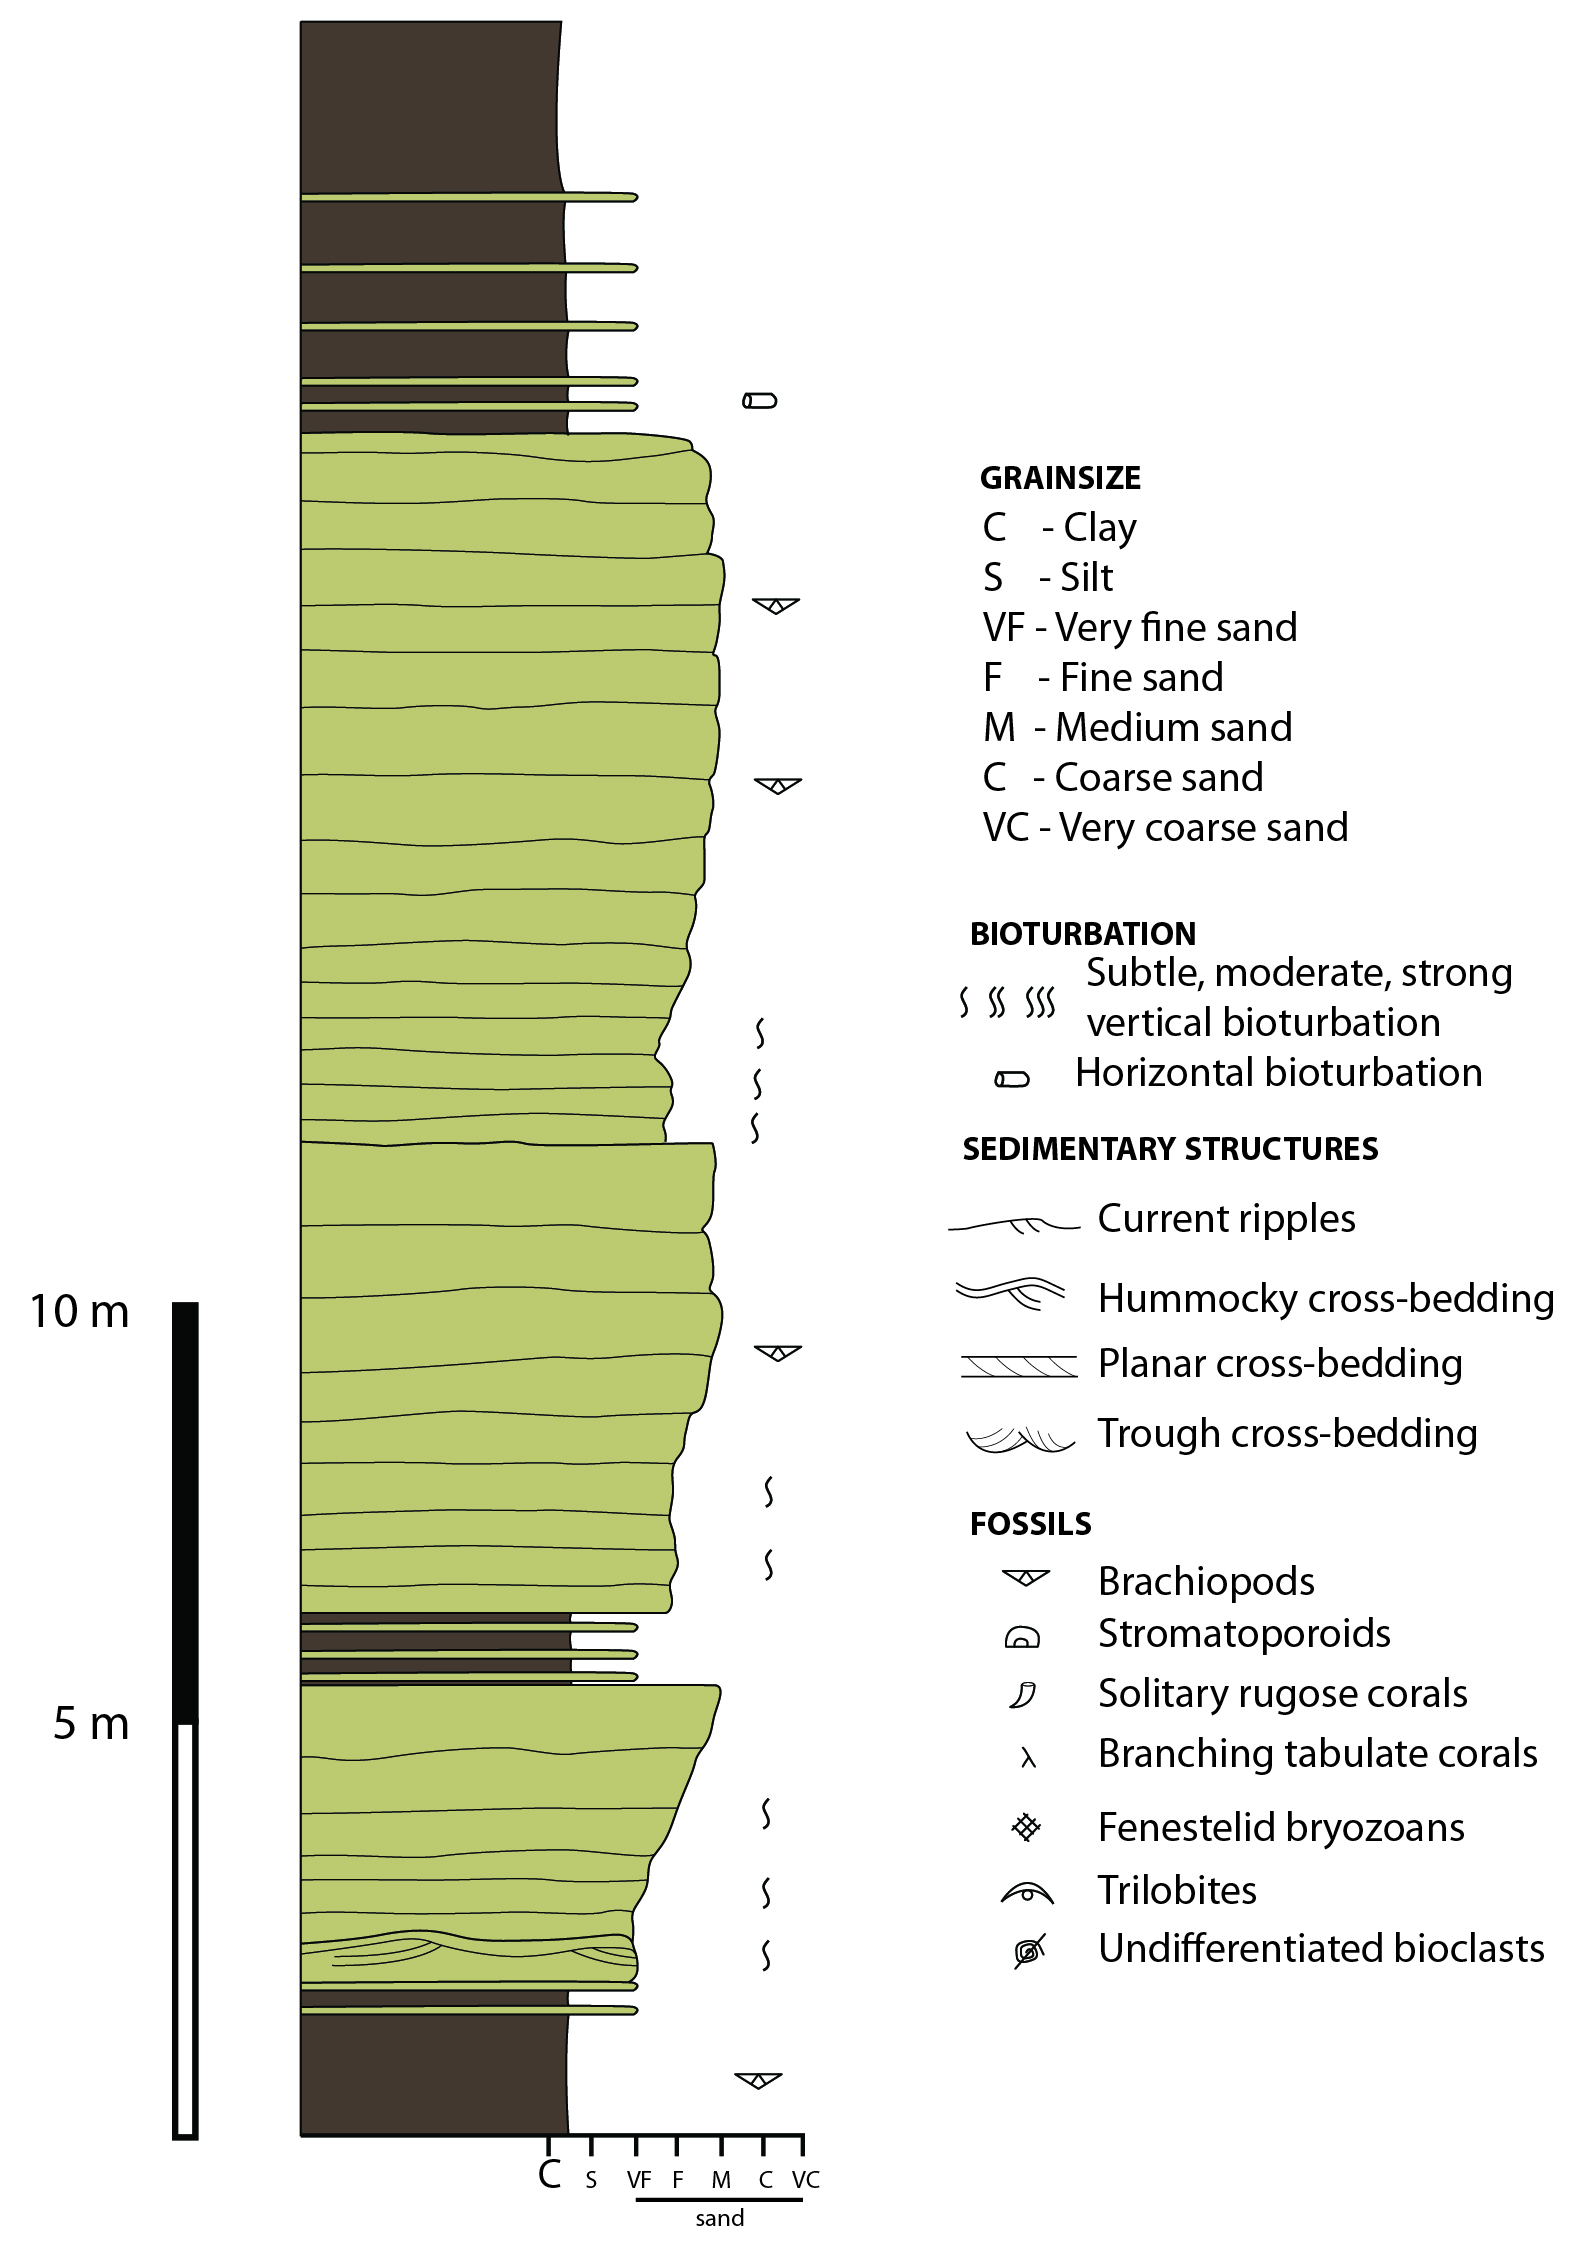 10 m
5 m
C S VF F M C VC
sand
GRAINSIZE
C - Clay
S - Silt
VF - Very fine sand
F - Fine sand
M - Medium sand
C - Coarse sand
VC - Very coarse sand
BIOTURBATION
Subtle, moderate, strong
vertical bioturbation
Horizontal bioturbation
SEDIMENTARY STRUCTURES
Current ripples
Hummocky cross-bedding
Planar cross-bedding
Trough cross-bedding
FOSSILS
Brachiopods
Stromatoporoids
Solitary rugose corals
Branching tabulate corals
Fenestelid bryozoans
Trilobites
Undifferentiated bioclasts